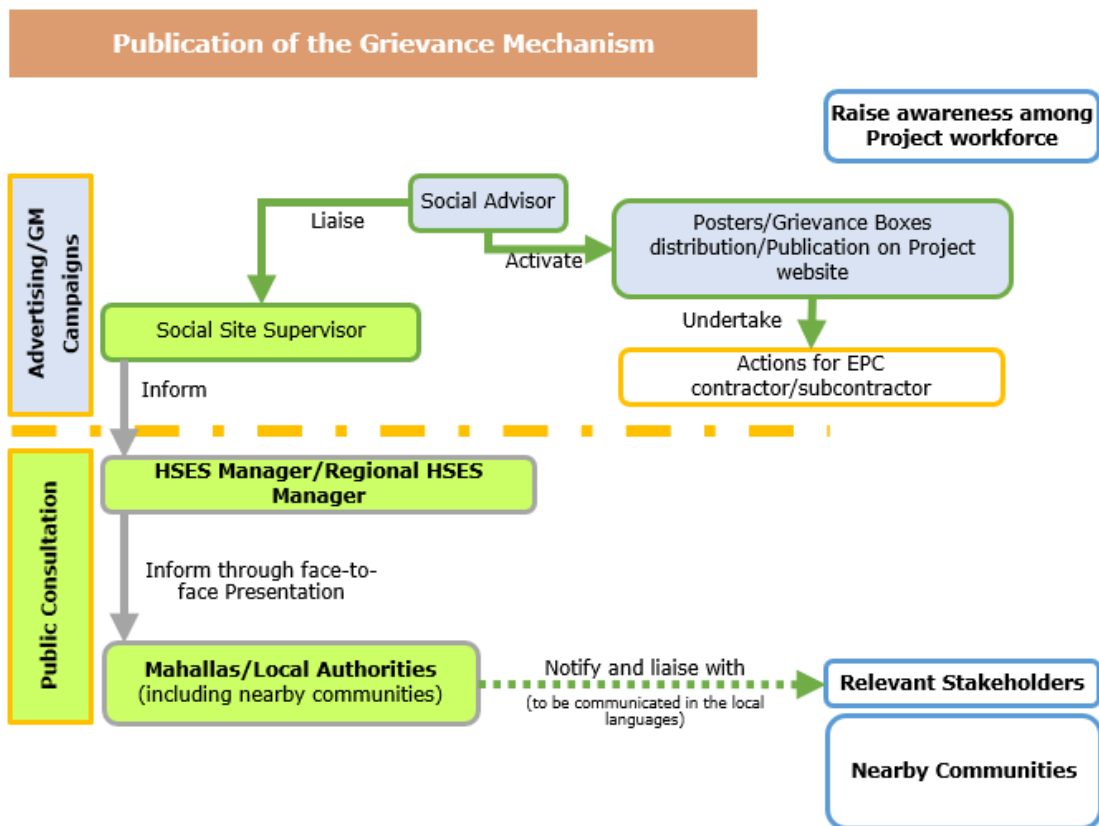 Publication of the Grievance Mechanism
Raise awareness among
Project workforce
Advertising/GM
Campaigns
Social Advisor
Liaise
Activate
Posters/Grievance Boxes
distribution/Publication on Project
website
Social Site Supervisor
Undertake
Actions for EPC
contractor/subcontractor
Inform
Public Consultation
HSES Manager/Regional HSES
Manager
Inform through face-to-
face Presentation
Mahallas/Local Authorities
(including nearby communities)
Notify and liaise with
(to be communicated in the local
languages)
Relevant Stakeholders
Nearby Communities